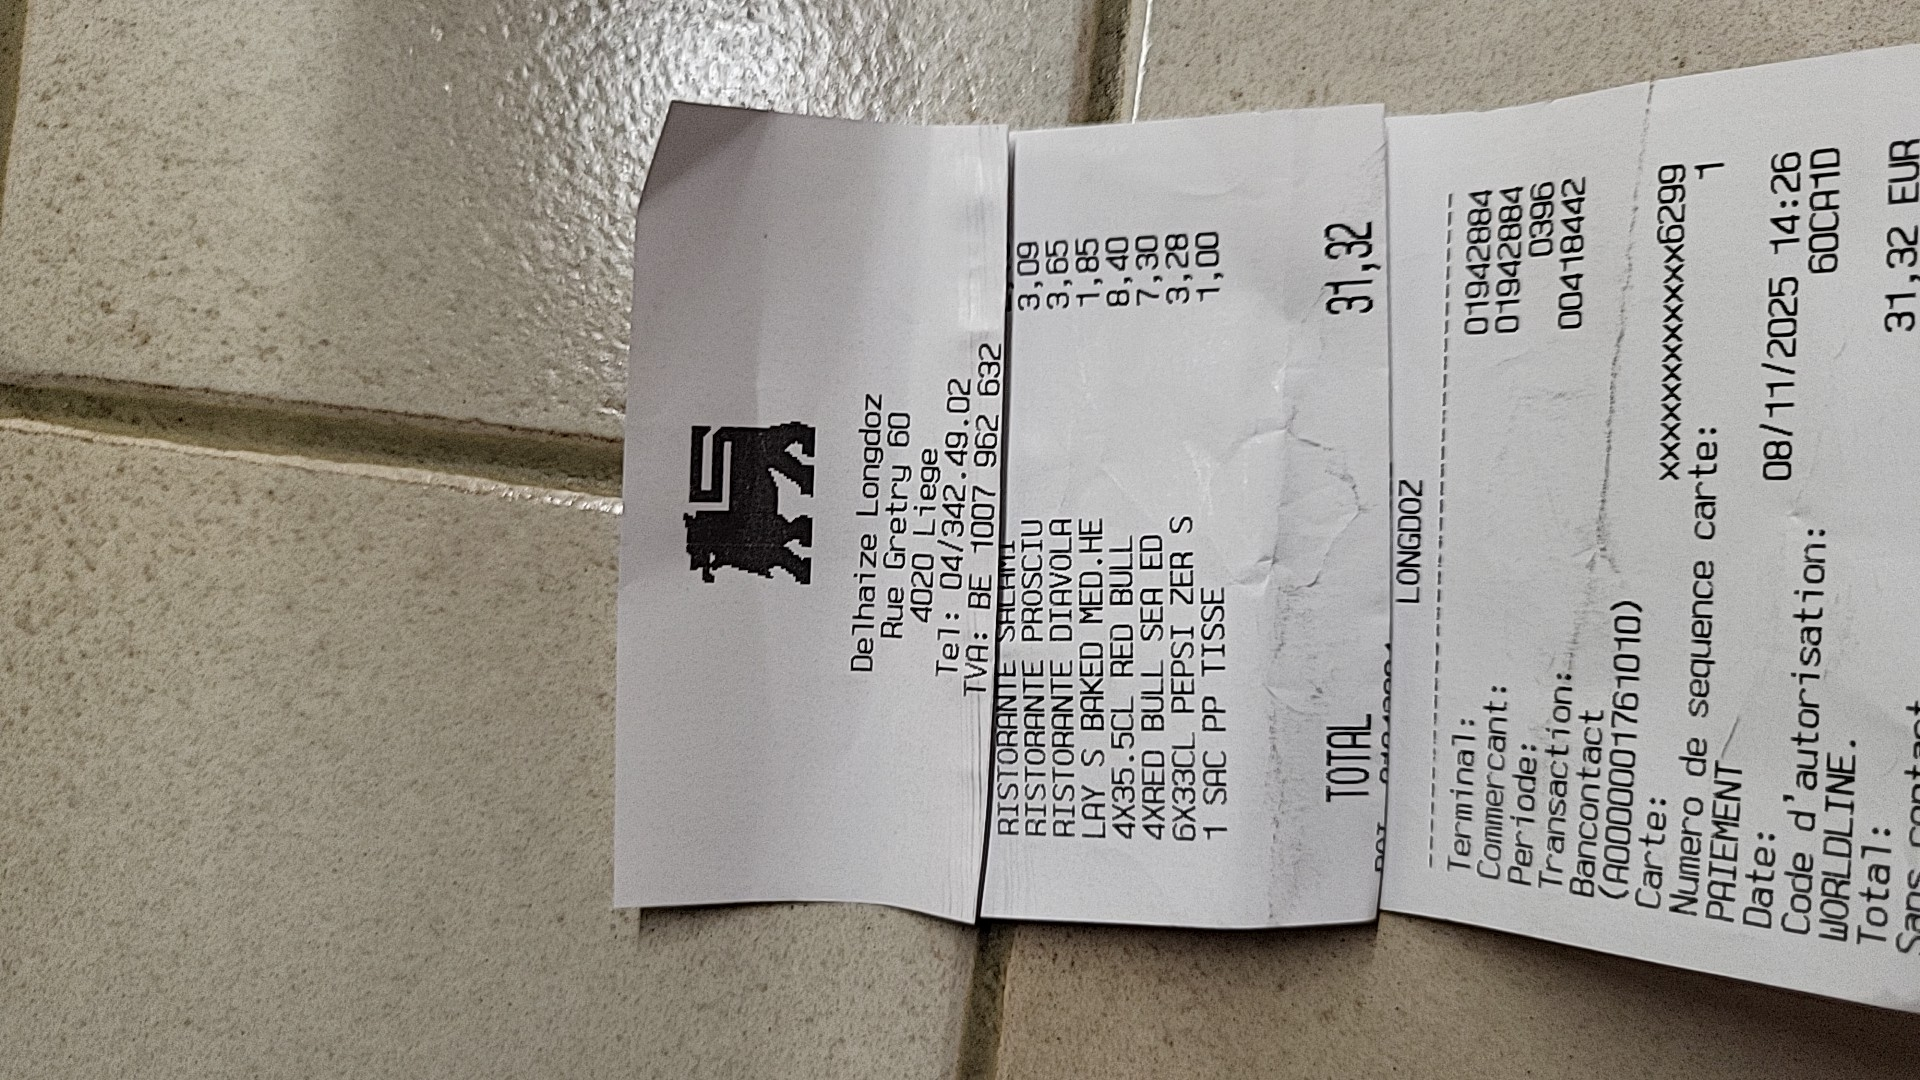 Delhaize Longdoz
Rue Gretry 60
4020 Liege
Tel: 04/342.49.02
TVA: BE 1007 962 632
RISTORANTE SALAMI
RISTORANTE PROSCIU 3,09
RISTORANTE DIAVOLA 3,65
LAY S BAKED MED.HE 1,85
4X35.5CL RED BULL 8,40
4XRED BULL SEA ED 7,30
6X33CL PEPSI ZER S 3,28
1 SAC PP TISSE 1,00
TOTAL 31,32
LONGDOZ
Terminal: 01942884
Commercant: 01942884
Periode: 0396
Transaction: 00418442
Bancontact
(A0000001761010)
Carte: xxxxxxxxxxxxx6299
Numero de sequence carte: 1
PAIEMENT
Date: 08/11/2025 14:26
Code d'autorisation: 60CA1D
WORLDLINE.
Total: 31,32 EUR
Sans contact